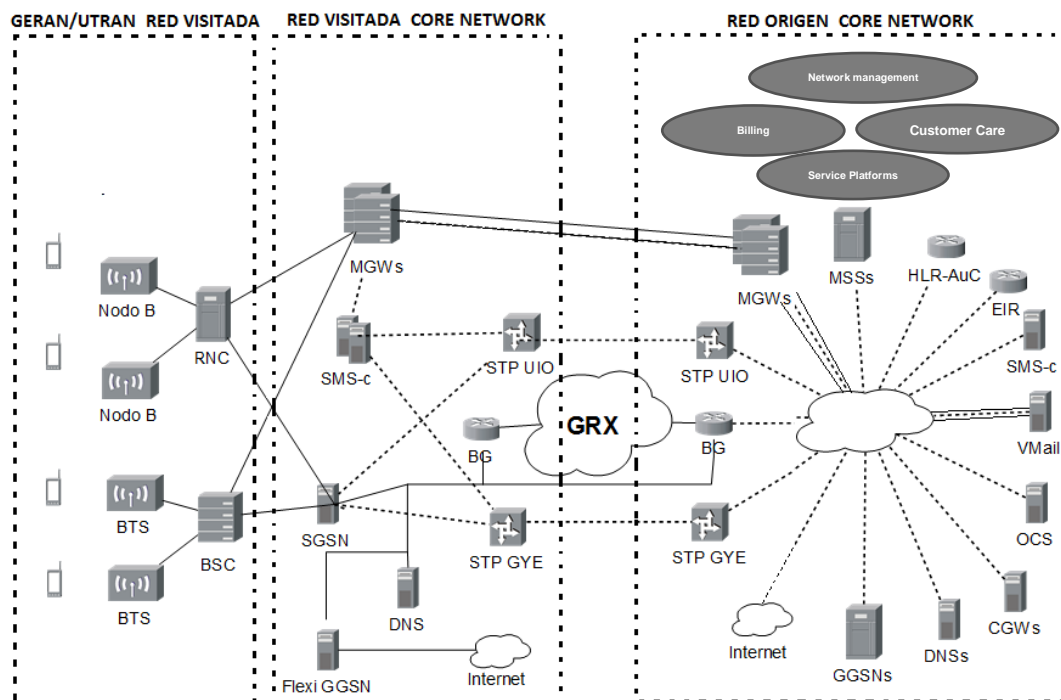 GERAN/UTRAN RED VISITADA
RED VISITADA CORE NETWORK
RED ORIGEN CORE NETWORK
Network management
Billing
Customer Care
Service Platforms
MGWs
MSSs
HLR-AuC
MGWs
EIR
Nodo B
RNC
SMS-c
STP UIO
STP UIO
SMS-c
Nodo B
GRX
BG
BG
VMail
BTS
SGSN
BSC
STP GYE
STP GYE
OCS
BTS
DNS
CGWs
Internet
GGSNs
DNSs
Flexi GGSN
Internet